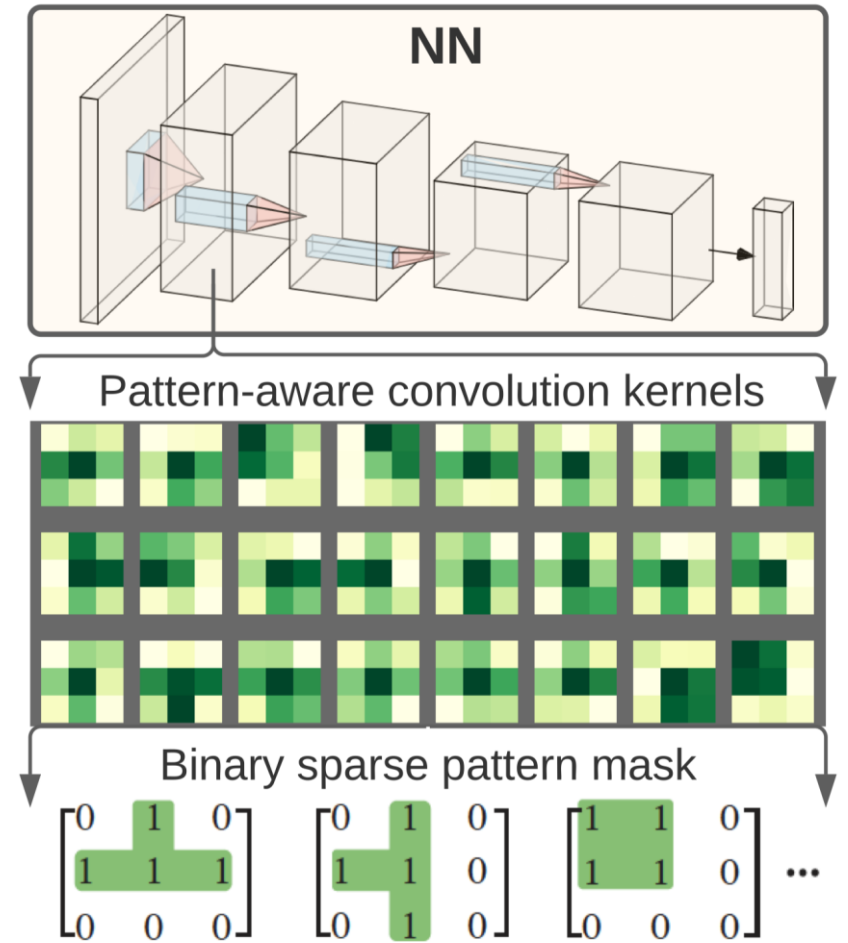 NN
Pattern-aware convolution kernels
Binary sparse pattern mask
0 1 0 0 1 0 1 1 0
1 1 1 1 1 0 1 1 0 ...
0 0 0 0 1 0 0 0 0